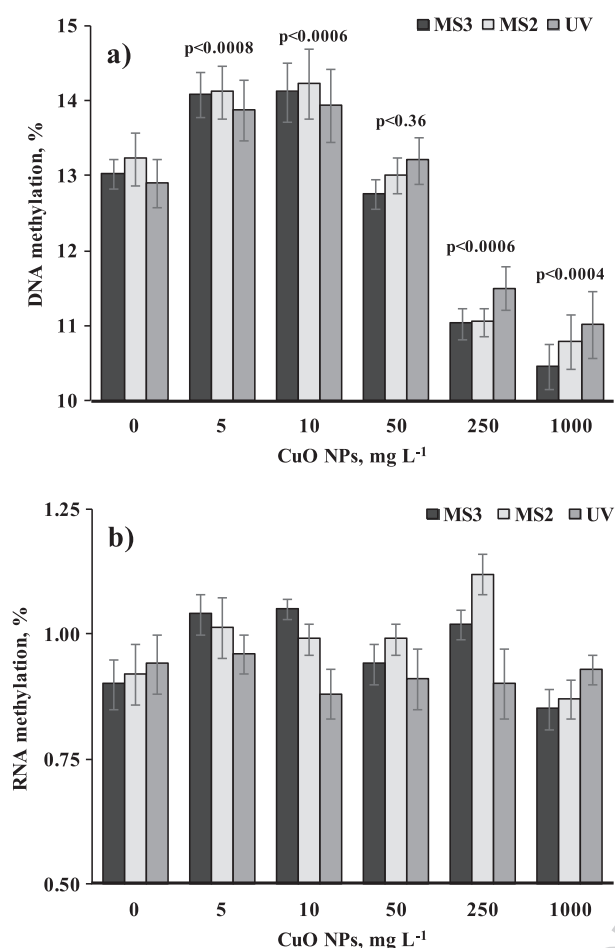 MS3 MS2 UV
a)
15
14
13
12
11
10
DNA methylation, %
p<0.0008
p<0.0006
p<0.36
p<0.0006
p<0.0004
0 5 10 50 250 1000
CuO NPs, mg L⁻¹
MS3 MS2 UV
b)
1.25
1.00
0.75
0.50
RNA methylation, %
0 5 10 50 250 1000
CuO NPs, mg L⁻¹